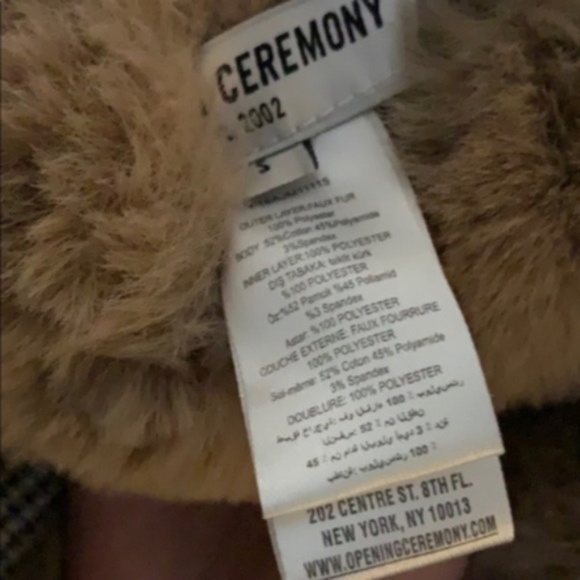 CEREMONY
2002
S
OUTER LAYER:FAUX FUR
100% Polyester
BODY :52%Cotton 45%Polyamide
3%Spandex
INNER LAYER:100% POLYESTER
DIŞ TABAKA: taklit kürk
%100 POLYESTER
Öz:%52 Pamuk %45 Poliamid
%3 Spandex
Astar :%100 POLYESTER
COUCHE EXTERNE: FAUX FOURRURE
100% POLYESTER
Soi-même: 52% Coton 45% Polyamide
3% Spandex
DOUBLURE: 100% POLYESTER
202 CENTRE ST. 8TH FL.
NEW YORK, NY 10013
WWW.OPENINGCEREMONY.COM